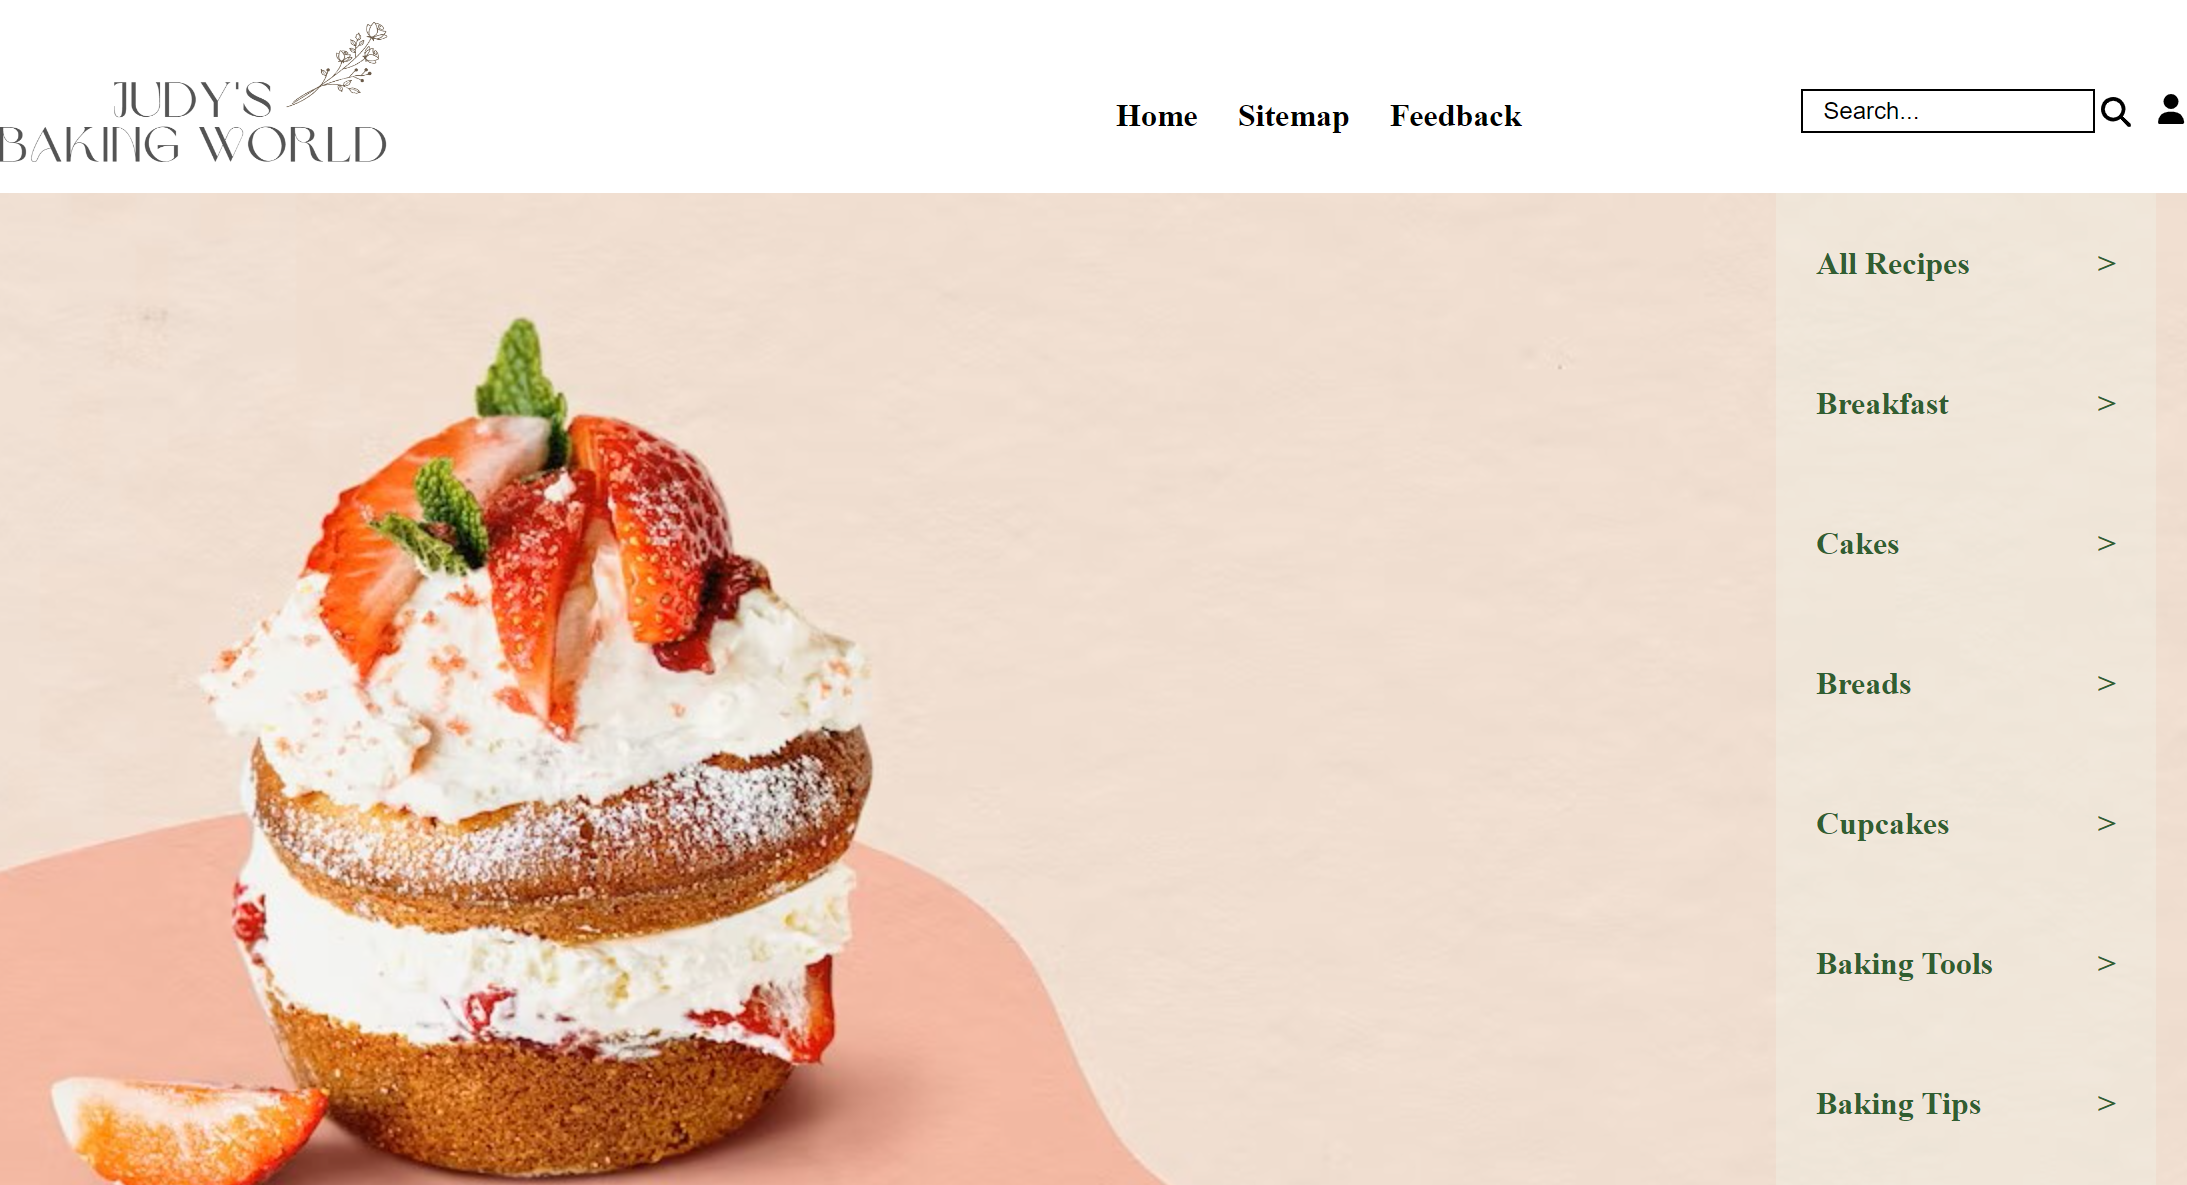 JUDY'S
BAKING WORLD
Home Sitemap Feedback
Search...
All Recipes >
Breakfast >
Cakes >
Breads >
Cupcakes >
Baking Tools >
Baking Tips >